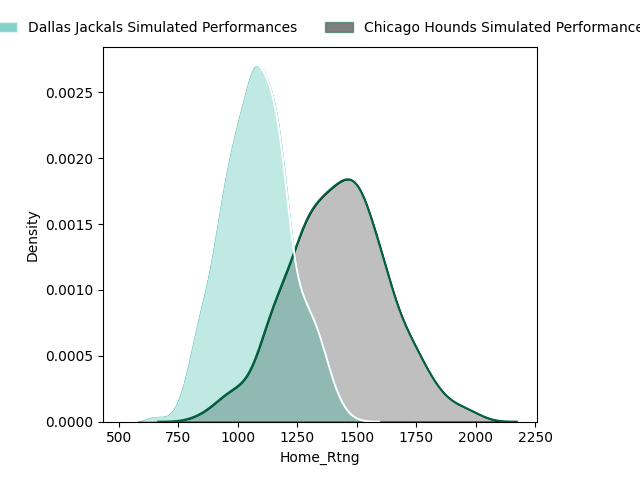 Dallas Jackals Simulated Performances
Chicago Hounds Simulated Performance
0.0025
0.0020
0.0015
0.0010
0.0005
0.0000
Density
500 750 1000 1250 1500 1750 2000 2250
Home_Rtng